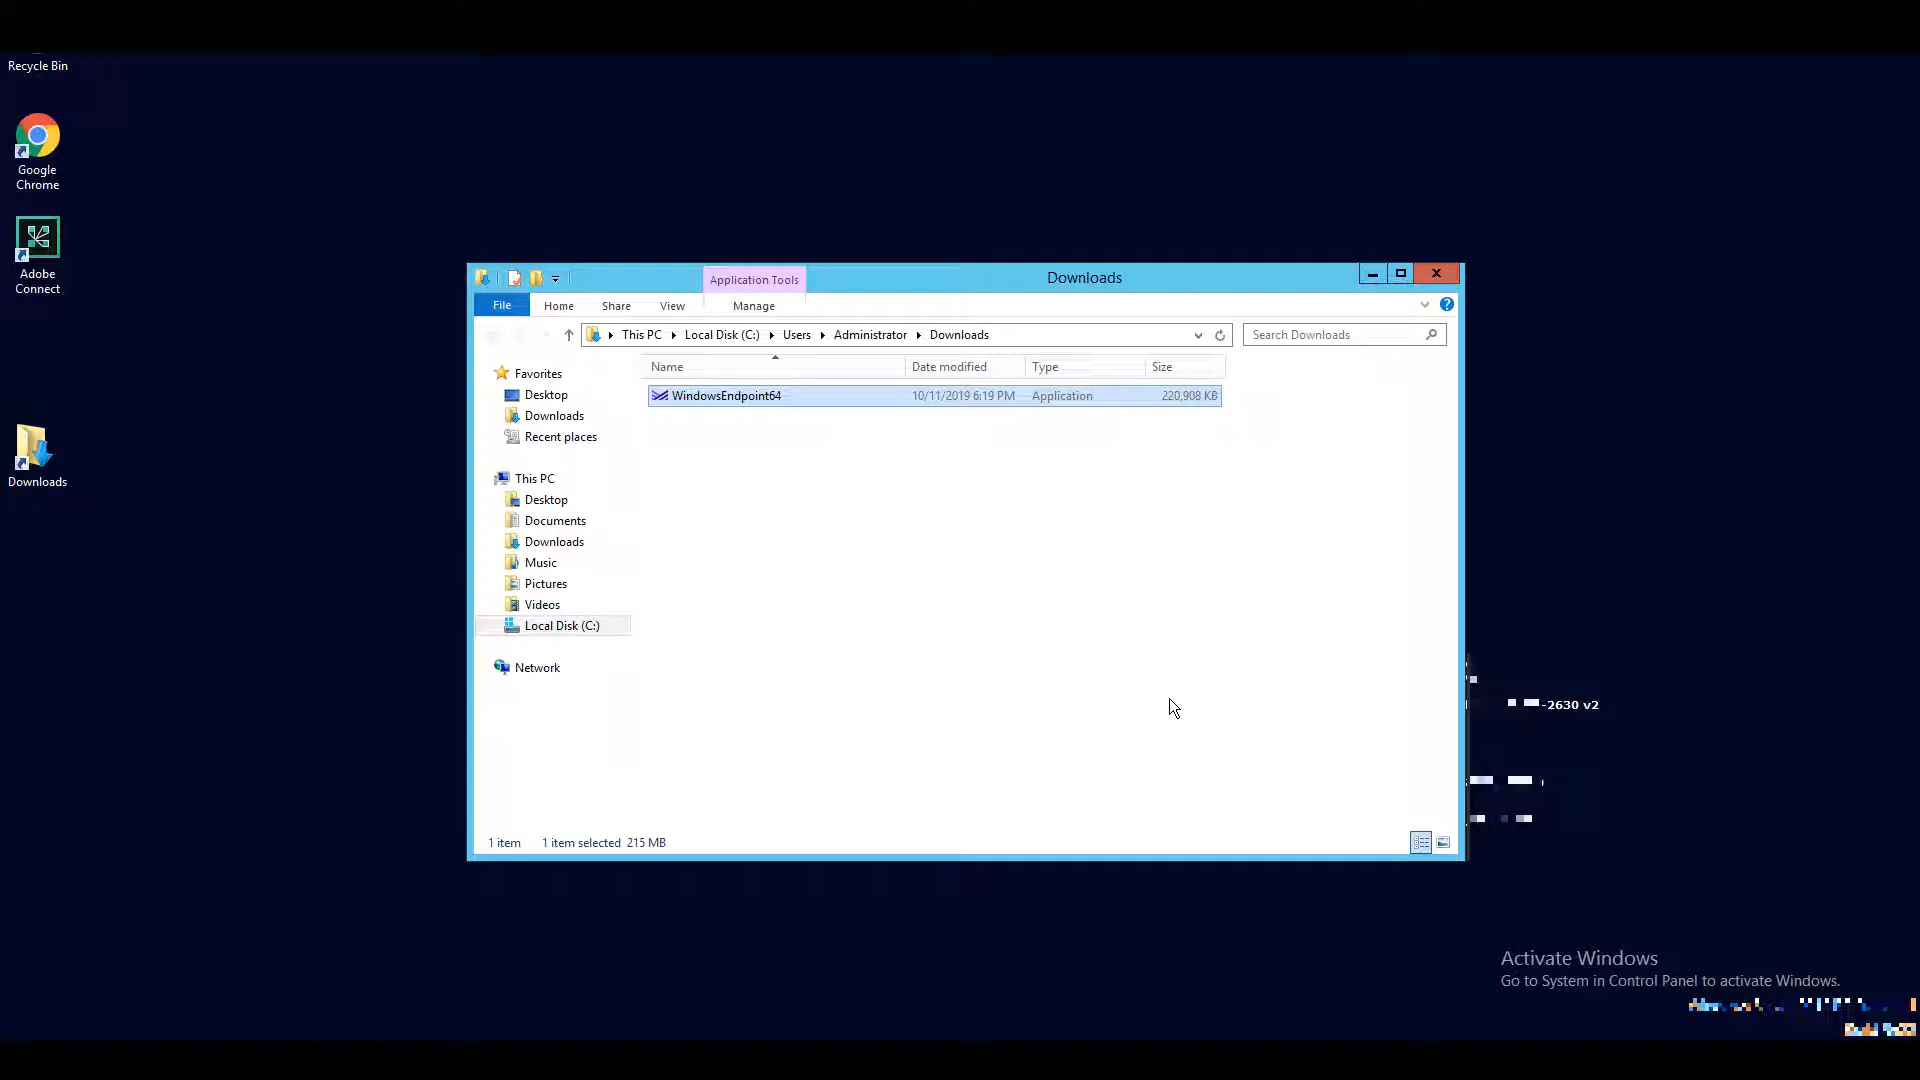 Recycle Bin
Google
Chrome
Adobe
Connect
Downloads
Application Tools
Downloads
File
Home
Share
View
Manage
This PC
Local Disk (C:)
Users
Administrator
Downloads
Search Downloads
Name
Date modified
Type
Size
WindowsEndpoint64
10/11/2019 6:19 PM
Application
220,908 KB
Favorites
Desktop
Downloads
Recent places
This PC
Desktop
Documents
Downloads
Music
Pictures
Videos
Local Disk (C:)
Network
1 item
1 item selected 215 MB
-2630 v2
Activate Windows
Go to System in Control Panel to activate Windows.